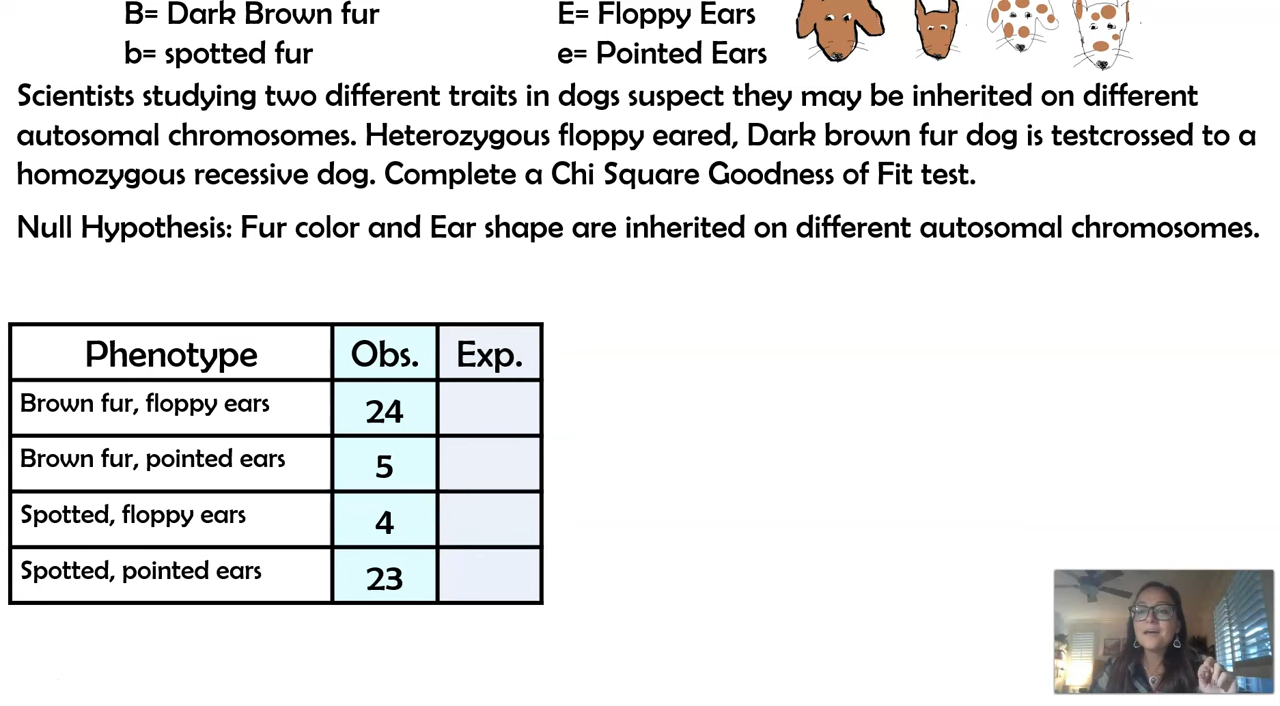 B= Dark Brown fur
E= Floppy Ears
b= spotted fur
e= Pointed Ears
Scientists studying two different traits in dogs suspect they may be inherited on different
autosomal chromosomes. Heterozygous floppy eared, Dark brown fur dog is testcrossed to a
homozygous recessive dog. Complete a Chi Square Goodness of Fit test.
Null Hypothesis: Fur color and Ear shape are inherited on different autosomal chromosomes.
Phenotype Obs. Exp.
Brown fur, floppy ears 24
Brown fur, pointed ears 5
Spotted, floppy ears 4
Spotted, pointed ears 23